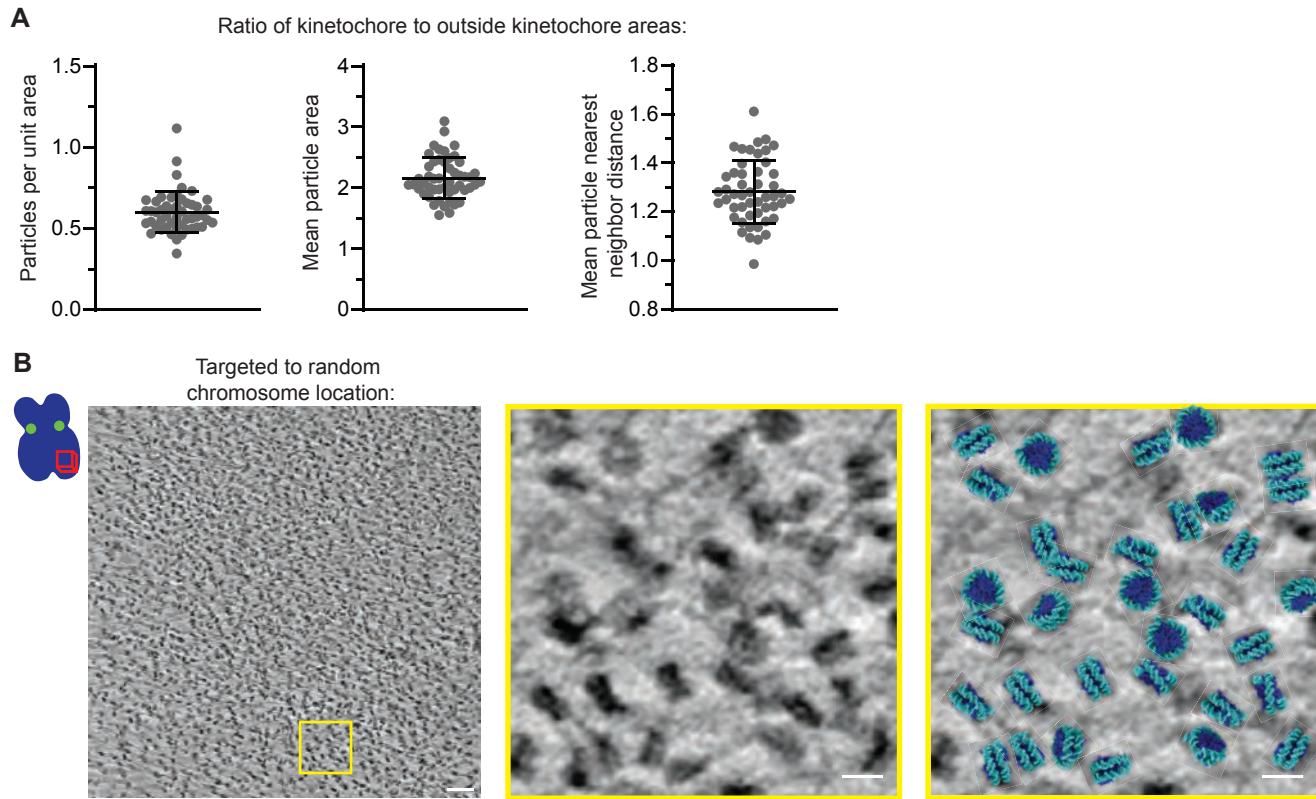 A
Ratio of kinetochore to outside kinetochore areas:
Particles per unit area
1.5
1.0
0.5
0.0
Mean particle area
4
3
2
1
0
Mean particle nearest
neighbor distance
1.8
1.6
1.4
1.2
1.0
0.8
B
Targeted to random
chromosome location: